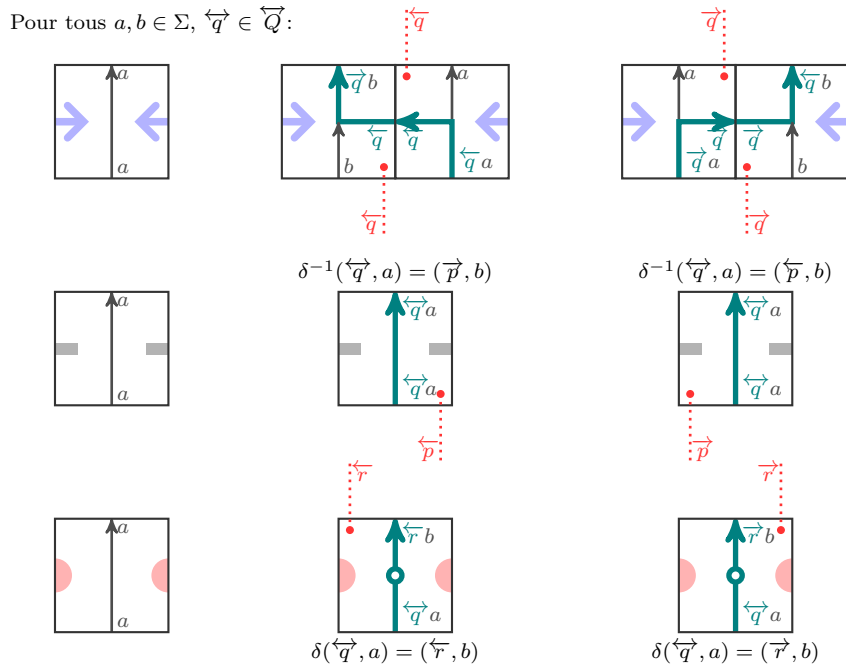 Pour tous a, b ∈ Σ, q⃡ ∈ Q⃡ :
q⃖ q⃗
a q⃗ b a a q⃖ b
q⃖ q⃖ q⃗ q⃗
a b q⃖ a q⃗ a b
q⃖ q⃗
δ⁻¹(q⃡, a) = (p⃗, b) δ⁻¹(q⃡, a) = (p⃖, b)
a q⃡ a q⃡ a
a q⃡ a q⃡ a
p⃖ p⃗
r⃖ r⃗
a r⃖ b r⃗ b
a q⃡ a q⃡ a
δ(q⃡, a) = (r⃖, b) δ(q⃡, a) = (r⃗, b)